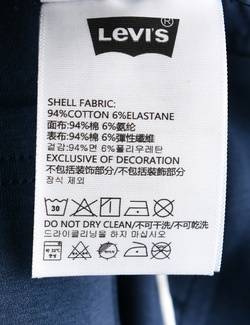 LEVI'S
SHELL FABRIC:
94%COTTON 6%ELASTANE
面布:94%棉 6%氨纶
表布:94%棉 6%彈性纖維
겉감:94%면 6%폴리우레탄
EXCLUSIVE OF DECORATION
不包括装饰部分/不包括裝飾部分
장식 제외
30
DO NOT DRY CLEAN/不可干洗/不可乾洗
드라이클리닝을 하지 마십시오